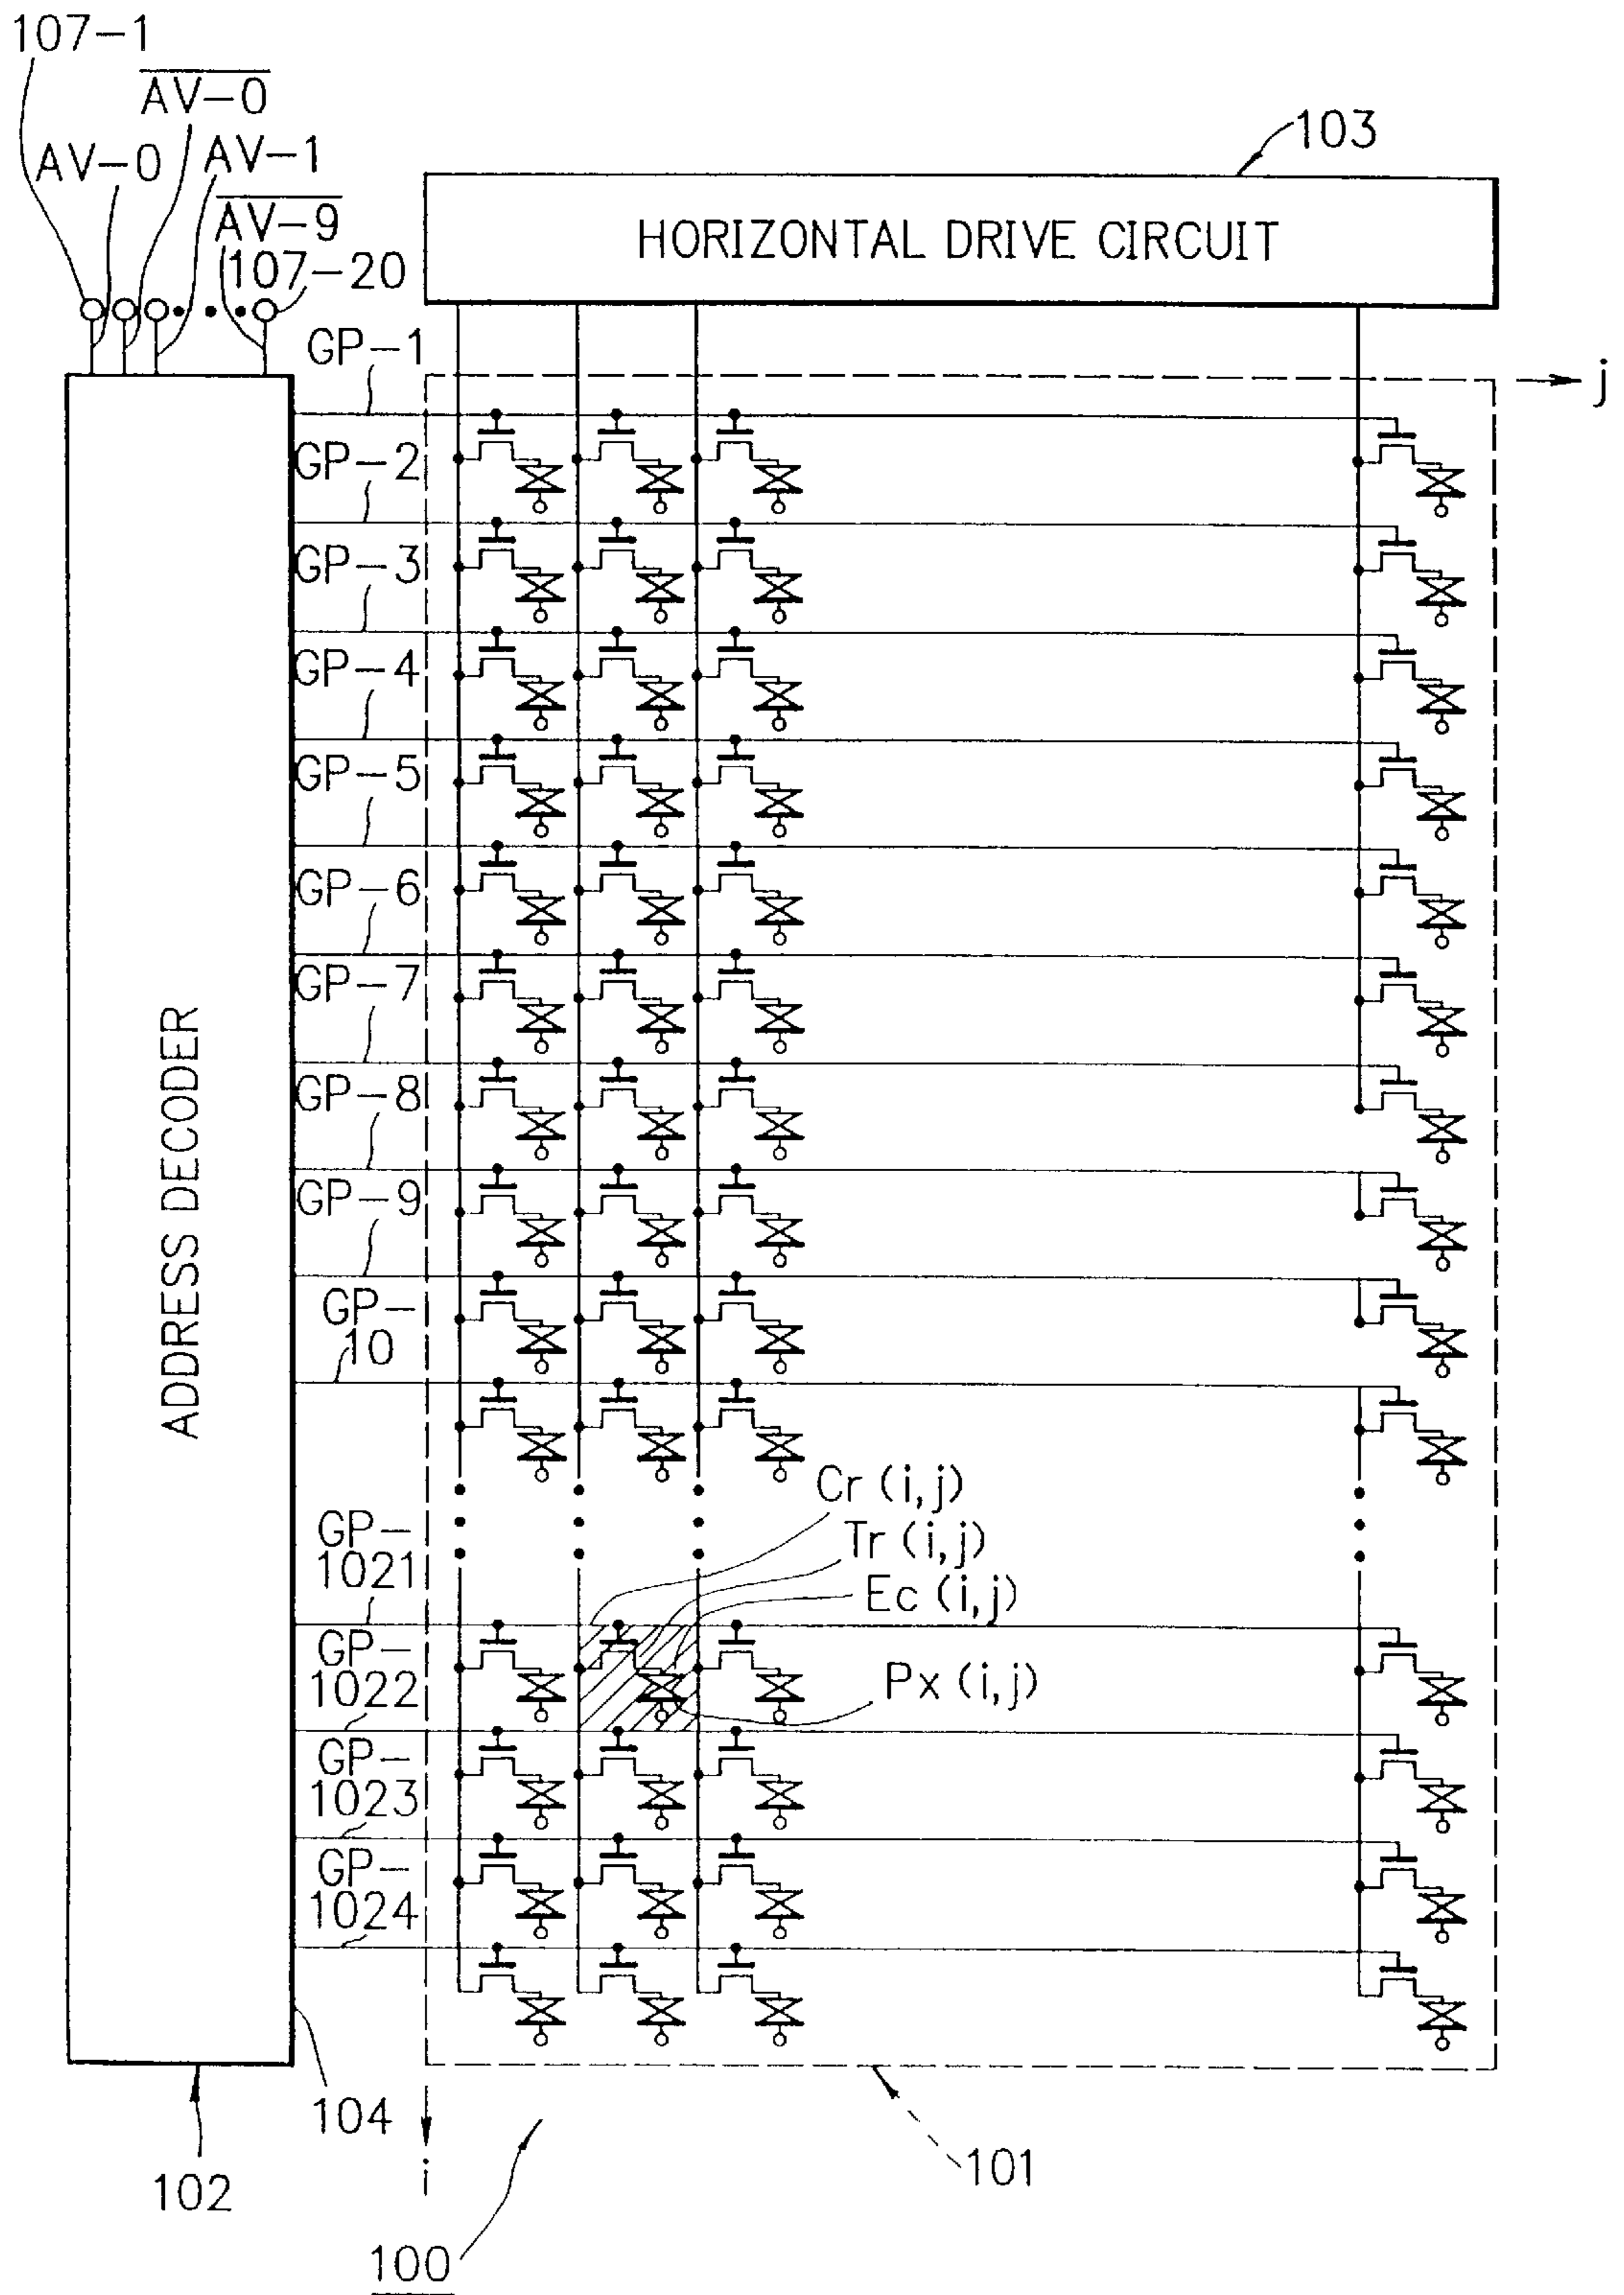 107-1
A̅V̅-̅0̅
AV-0
AV-1
A̅V̅-̅9̅
107-20
103
HORIZONTAL DRIVE CIRCUIT
j
GP-1
GP-2
GP-3
GP-4
GP-5
GP-6
GP-7
GP-8
GP-9
GP-
10
ADDRESS DECODER
Cr (i,j)
Tr (i,j)
Ec (i,j)
Px (i,j)
GP-
1021
GP-
1022
GP-
1023
GP-
1024
104
102
i
101
100